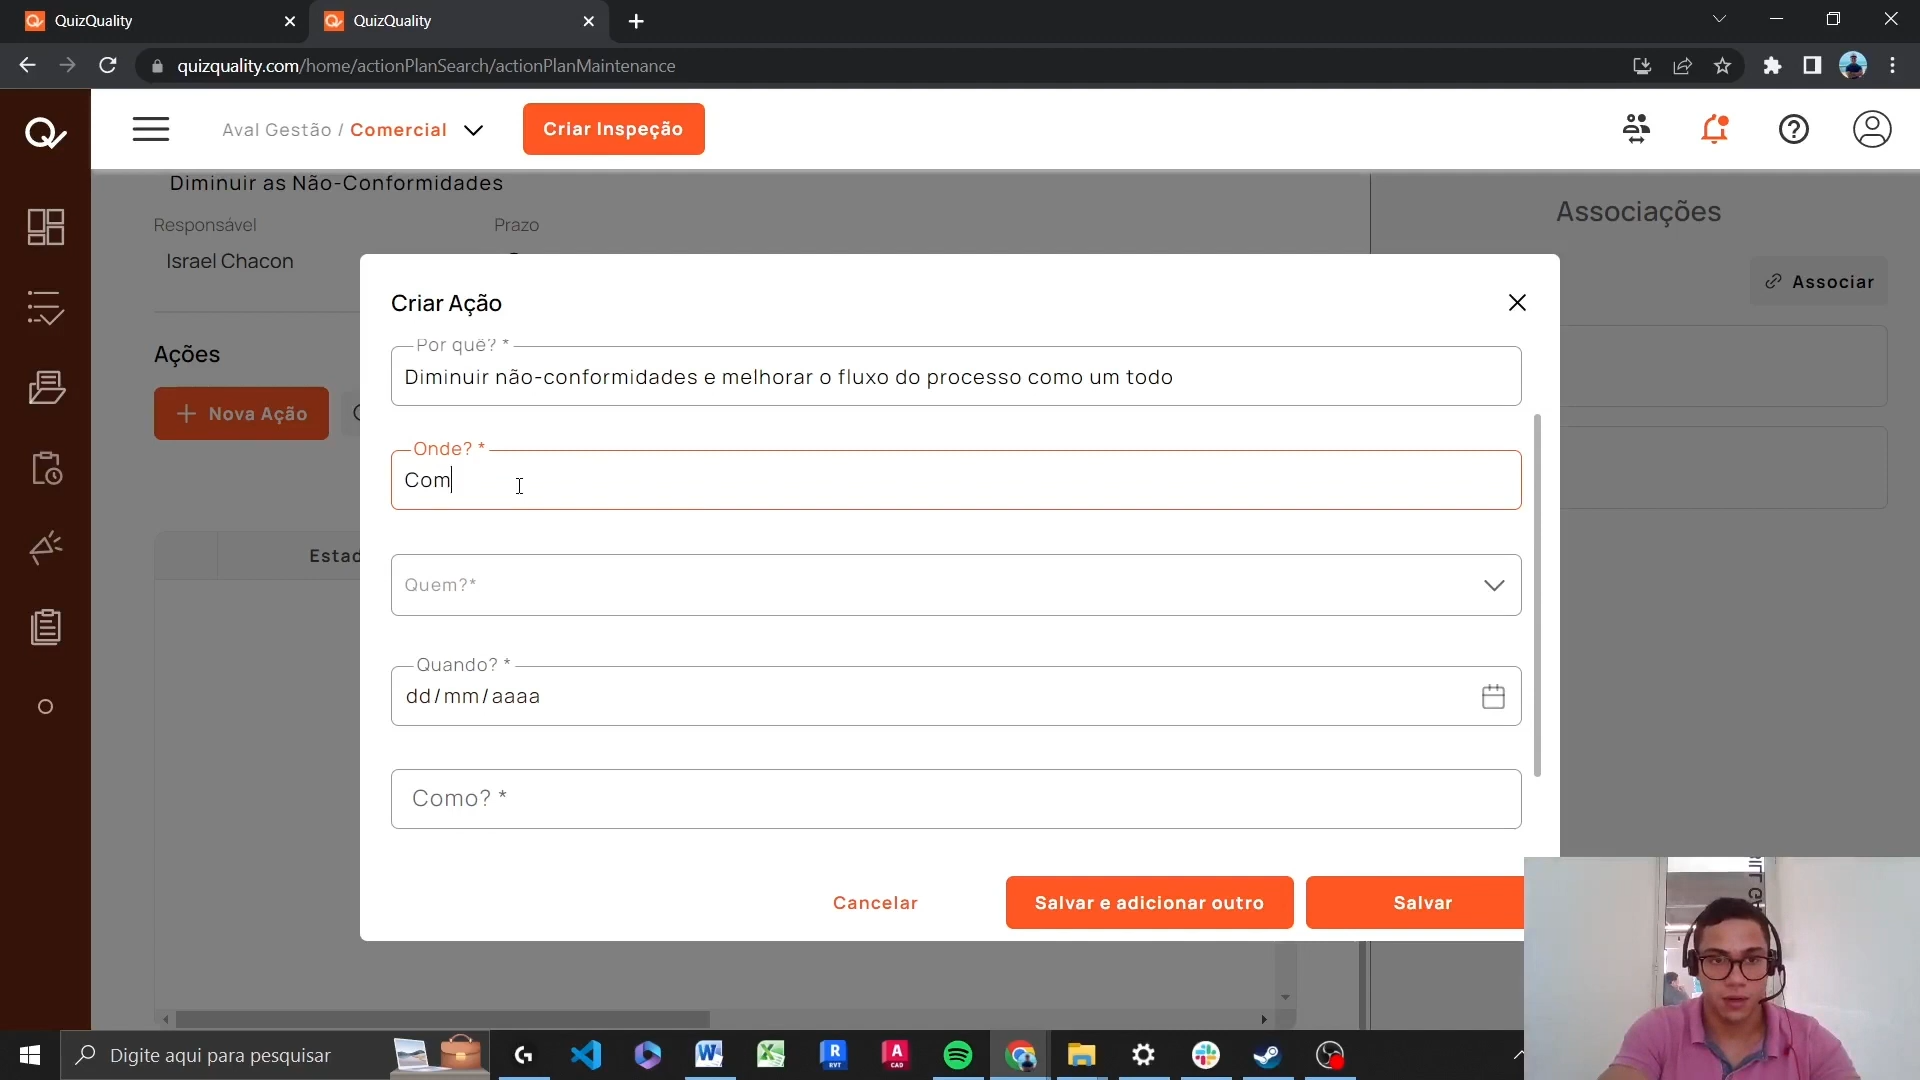 QuizQuality
QuizQuality
quizquality.com/home/actionPlanSearch/actionPlanMaintenance
Aval Gestão / Comercial
Criar Inspeção
Diminuir as Não-Conformidades
Associações
Responsável
Prazo
Israel Chacon
Associar
Criar Ação
Por quê? *
Diminuir não-conformidades e melhorar o fluxo do processo como um todo
Ações
Nova Ação
Onde? *
Com
Estad
Quem?*
Quando? *
dd/mm/aaaa
Como? *
Cancelar
Salvar e adicionar outro
Salvar
Digite aqui para pesquisar